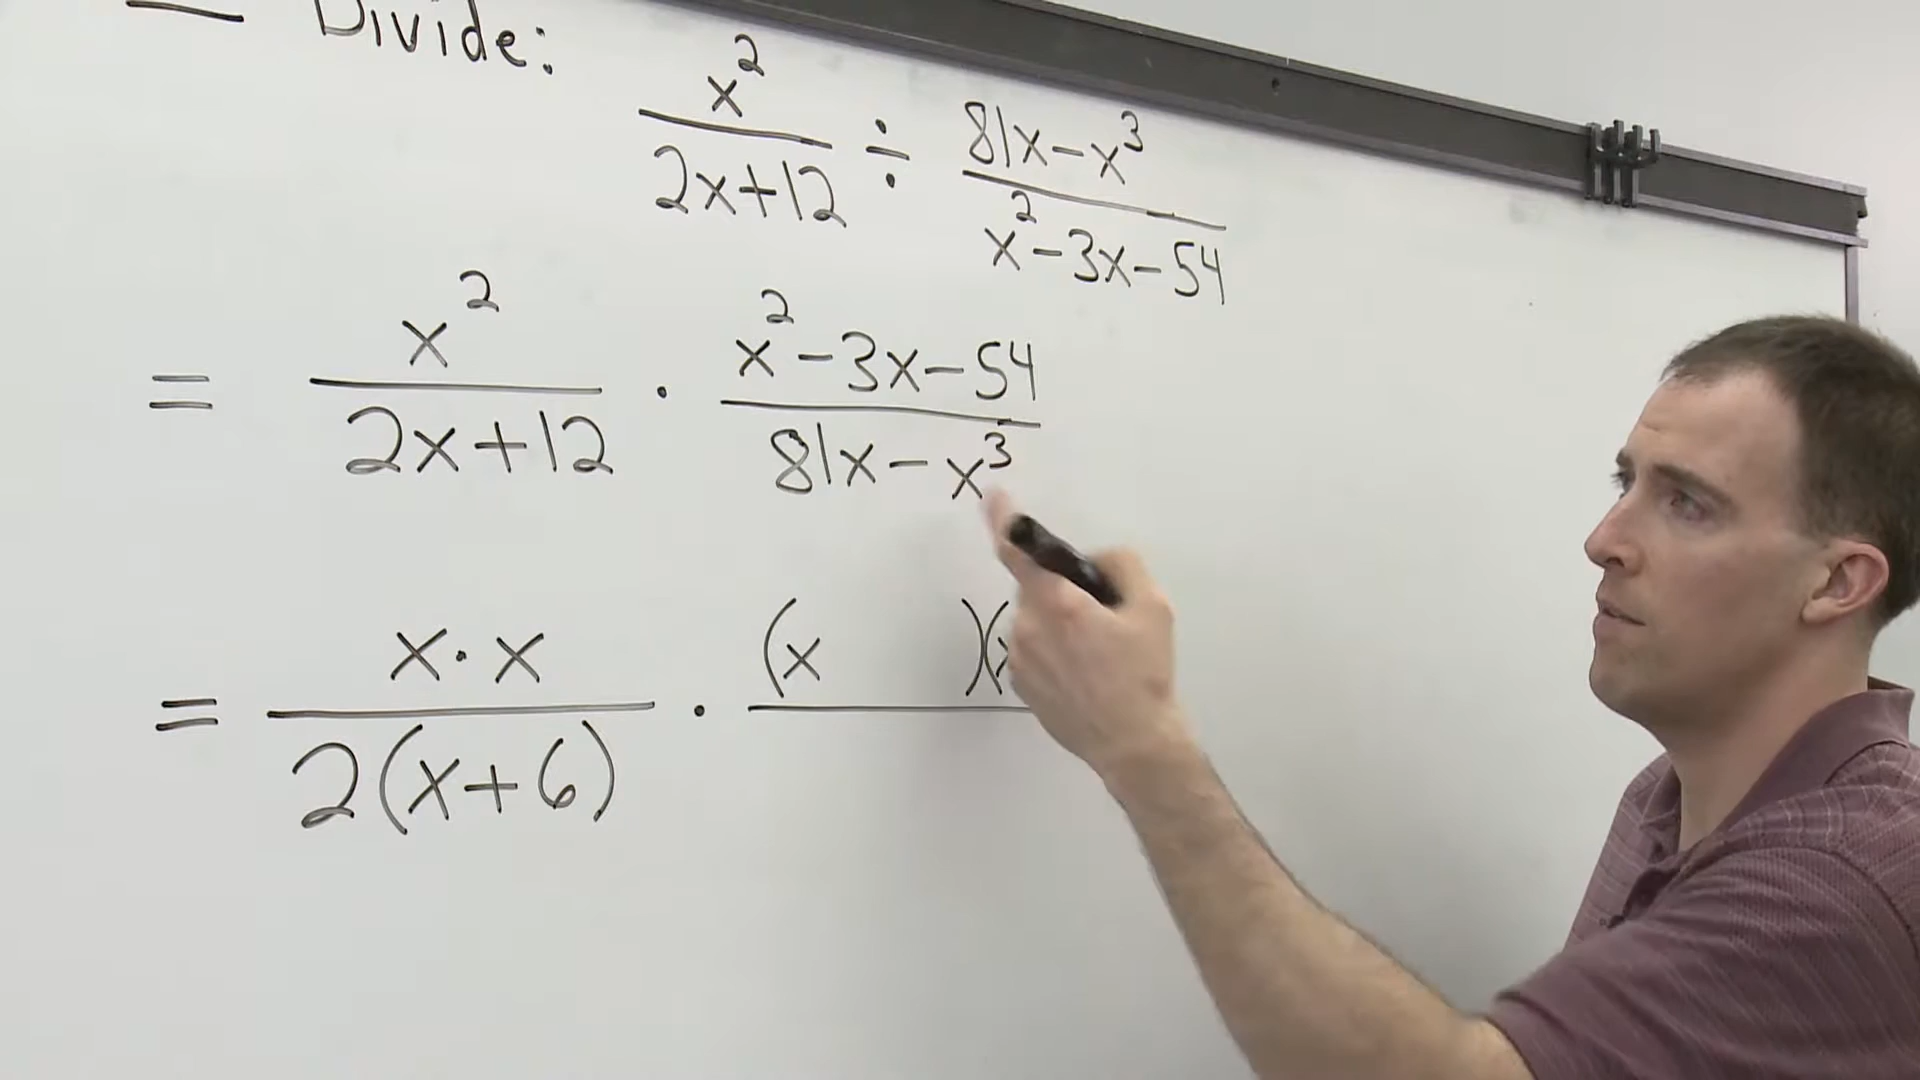 Divide: x²/(2x+12) ÷ (81x-x³)/(x²-3x-54)
= x²/(2x+12) · (x²-3x-54)/(81x-x³)
= x·x/2(x+6) · (x )(